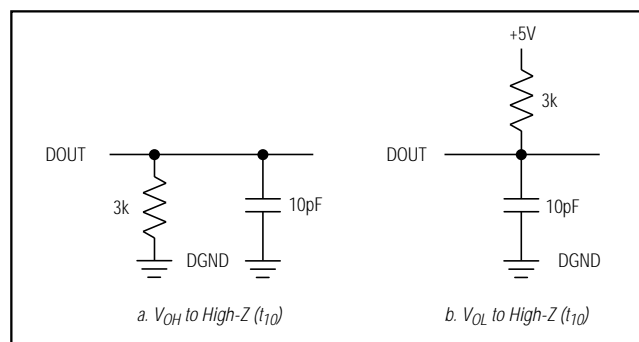 DOUT
3k
10pF
DGND
a. VOH to High-Z (t10)
+5V
3k
DOUT
10pF
DGND
b. VOL to High-Z (t10)